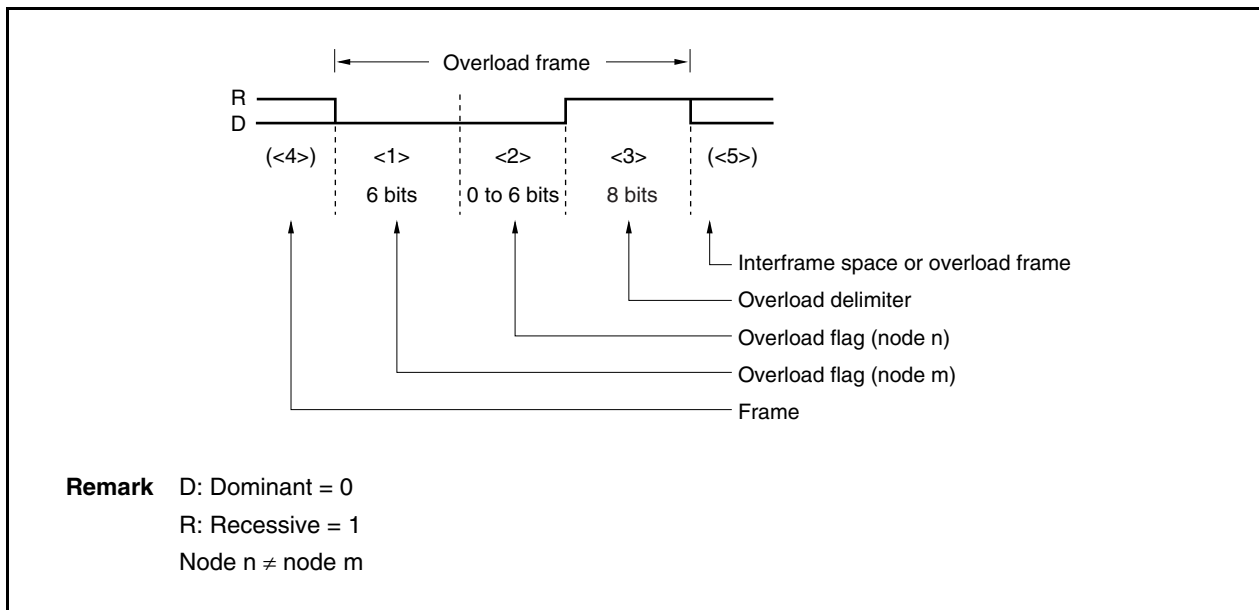 Overload frame
R
D
(<4>) <1> <2> <3> (<5>)
6 bits 0 to 6 bits 8 bits
Interframe space or overload frame
Overload delimiter
Overload flag (node n)
Overload flag (node m)
Frame
Remark D: Dominant = 0
R: Recessive = 1
Node n ≠ node m